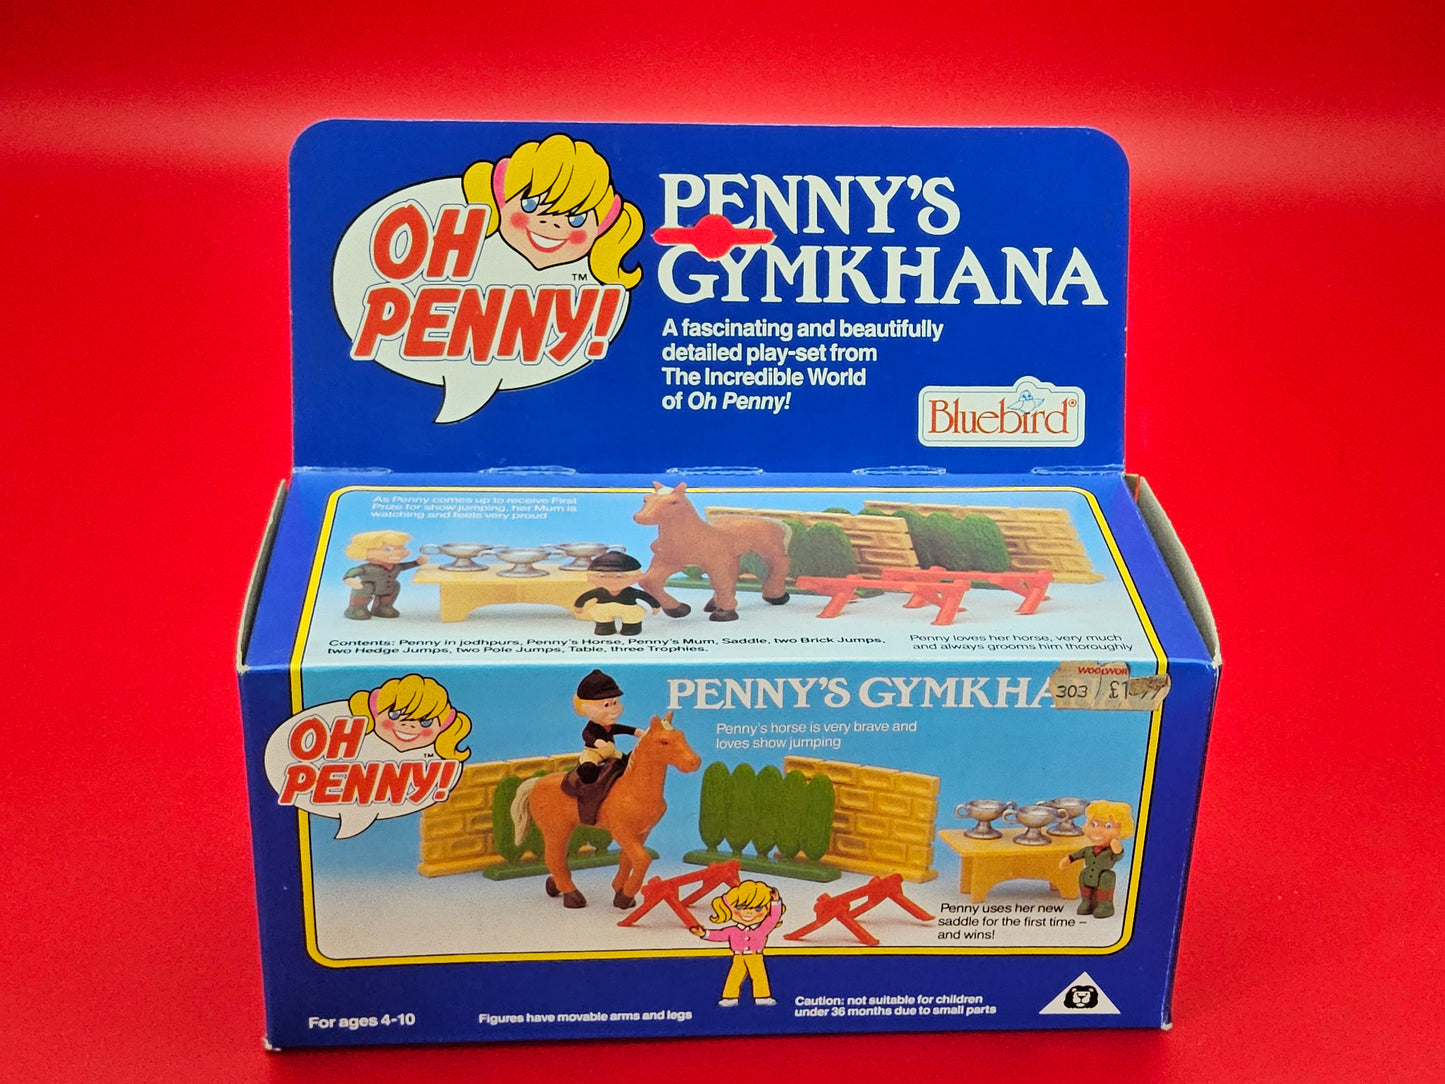 OH
PENNY!
TM
PENNY'S
GYMKHANA
A fascinating and beautifully
detailed play-set from
The Incredible World
of Oh Penny!
Bluebird®
As Penny comes up to receive First
Prize for show jumping, her Mum is
watching and feels very proud
Contents: Penny in jodhpurs, Penny's Horse, Penny's Mum, Saddle, two Brick Jumps,
two Hedge Jumps, two Pole Jumps, Table, three Trophies.
Penny loves her horse, very much
and always grooms him thoroughly
OH
PENNY!
TM
PENNY'S GYMKHA
WOOLWOR
303 £1
Penny's horse is very brave and
loves show jumping
Penny uses her new
saddle for the first time –
and wins!
For ages 4-10
Figures have movable arms and legs
Caution: not suitable for children
under 36 months due to small parts